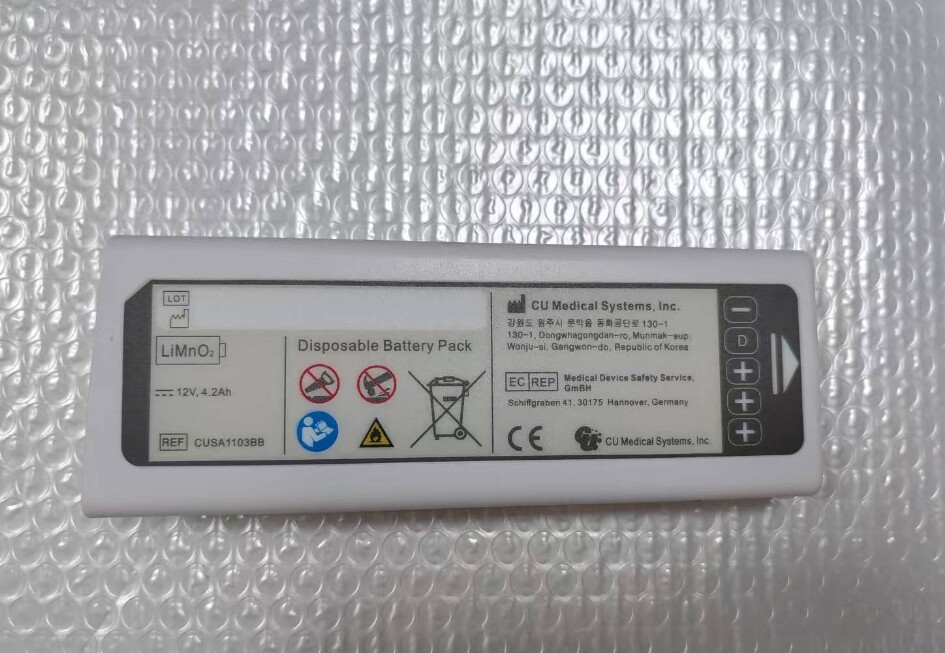 LOT
LiMnO₂
12V, 4.2Ah
REF CUSA1103BB
Disposable Battery Pack
CU Medical Systems, Inc.
강원도 원주시 문막읍 동화공단로 130-1
130-1, Dongwhagongdan-ro, Munmak-eup
Wonju-si, Gangwon-do, Republic of Korea
EC REP Medical Device Safety Service,
GmBH
Schiffgraben 41, 30175 Hannover, Germany
CE CU Medical Systems, Inc.
−
D
+
+
+